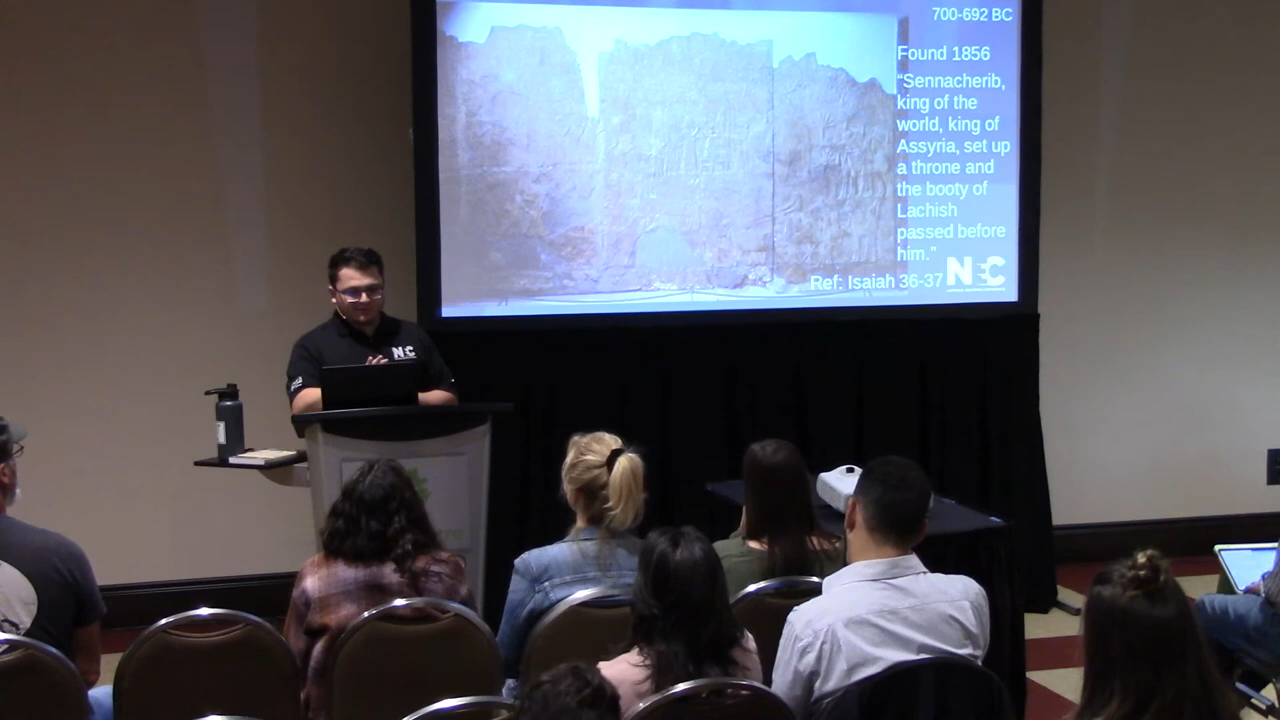 700-692 BC
Found 1856
“Sennacherib,
king of the
world, king of
Assyria, set up
a throne and
the booty of
Lachish
passed before
him.”
Ref: Isaiah 36-37
NC
NC